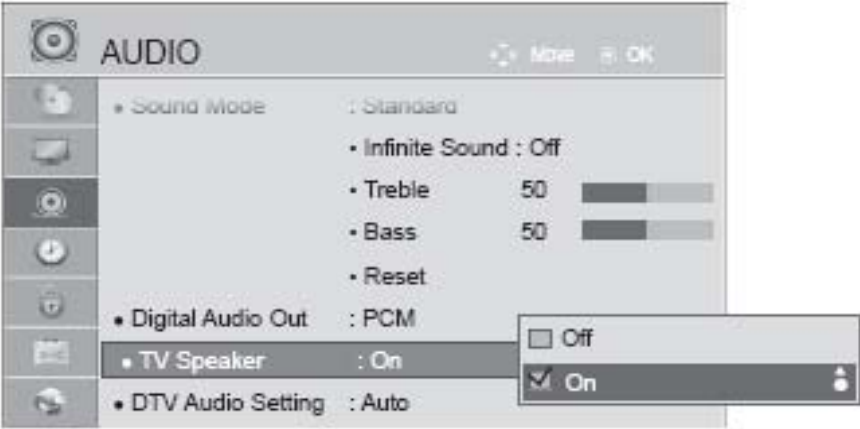 AUDIO
Move OK
• Sound Mode : Standard
• Infinite Sound : Off
• Treble 50
• Bass 50
• Reset
• Digital Audio Out : PCM
• TV Speaker : On
• DTV Audio Setting : Auto
Off
On